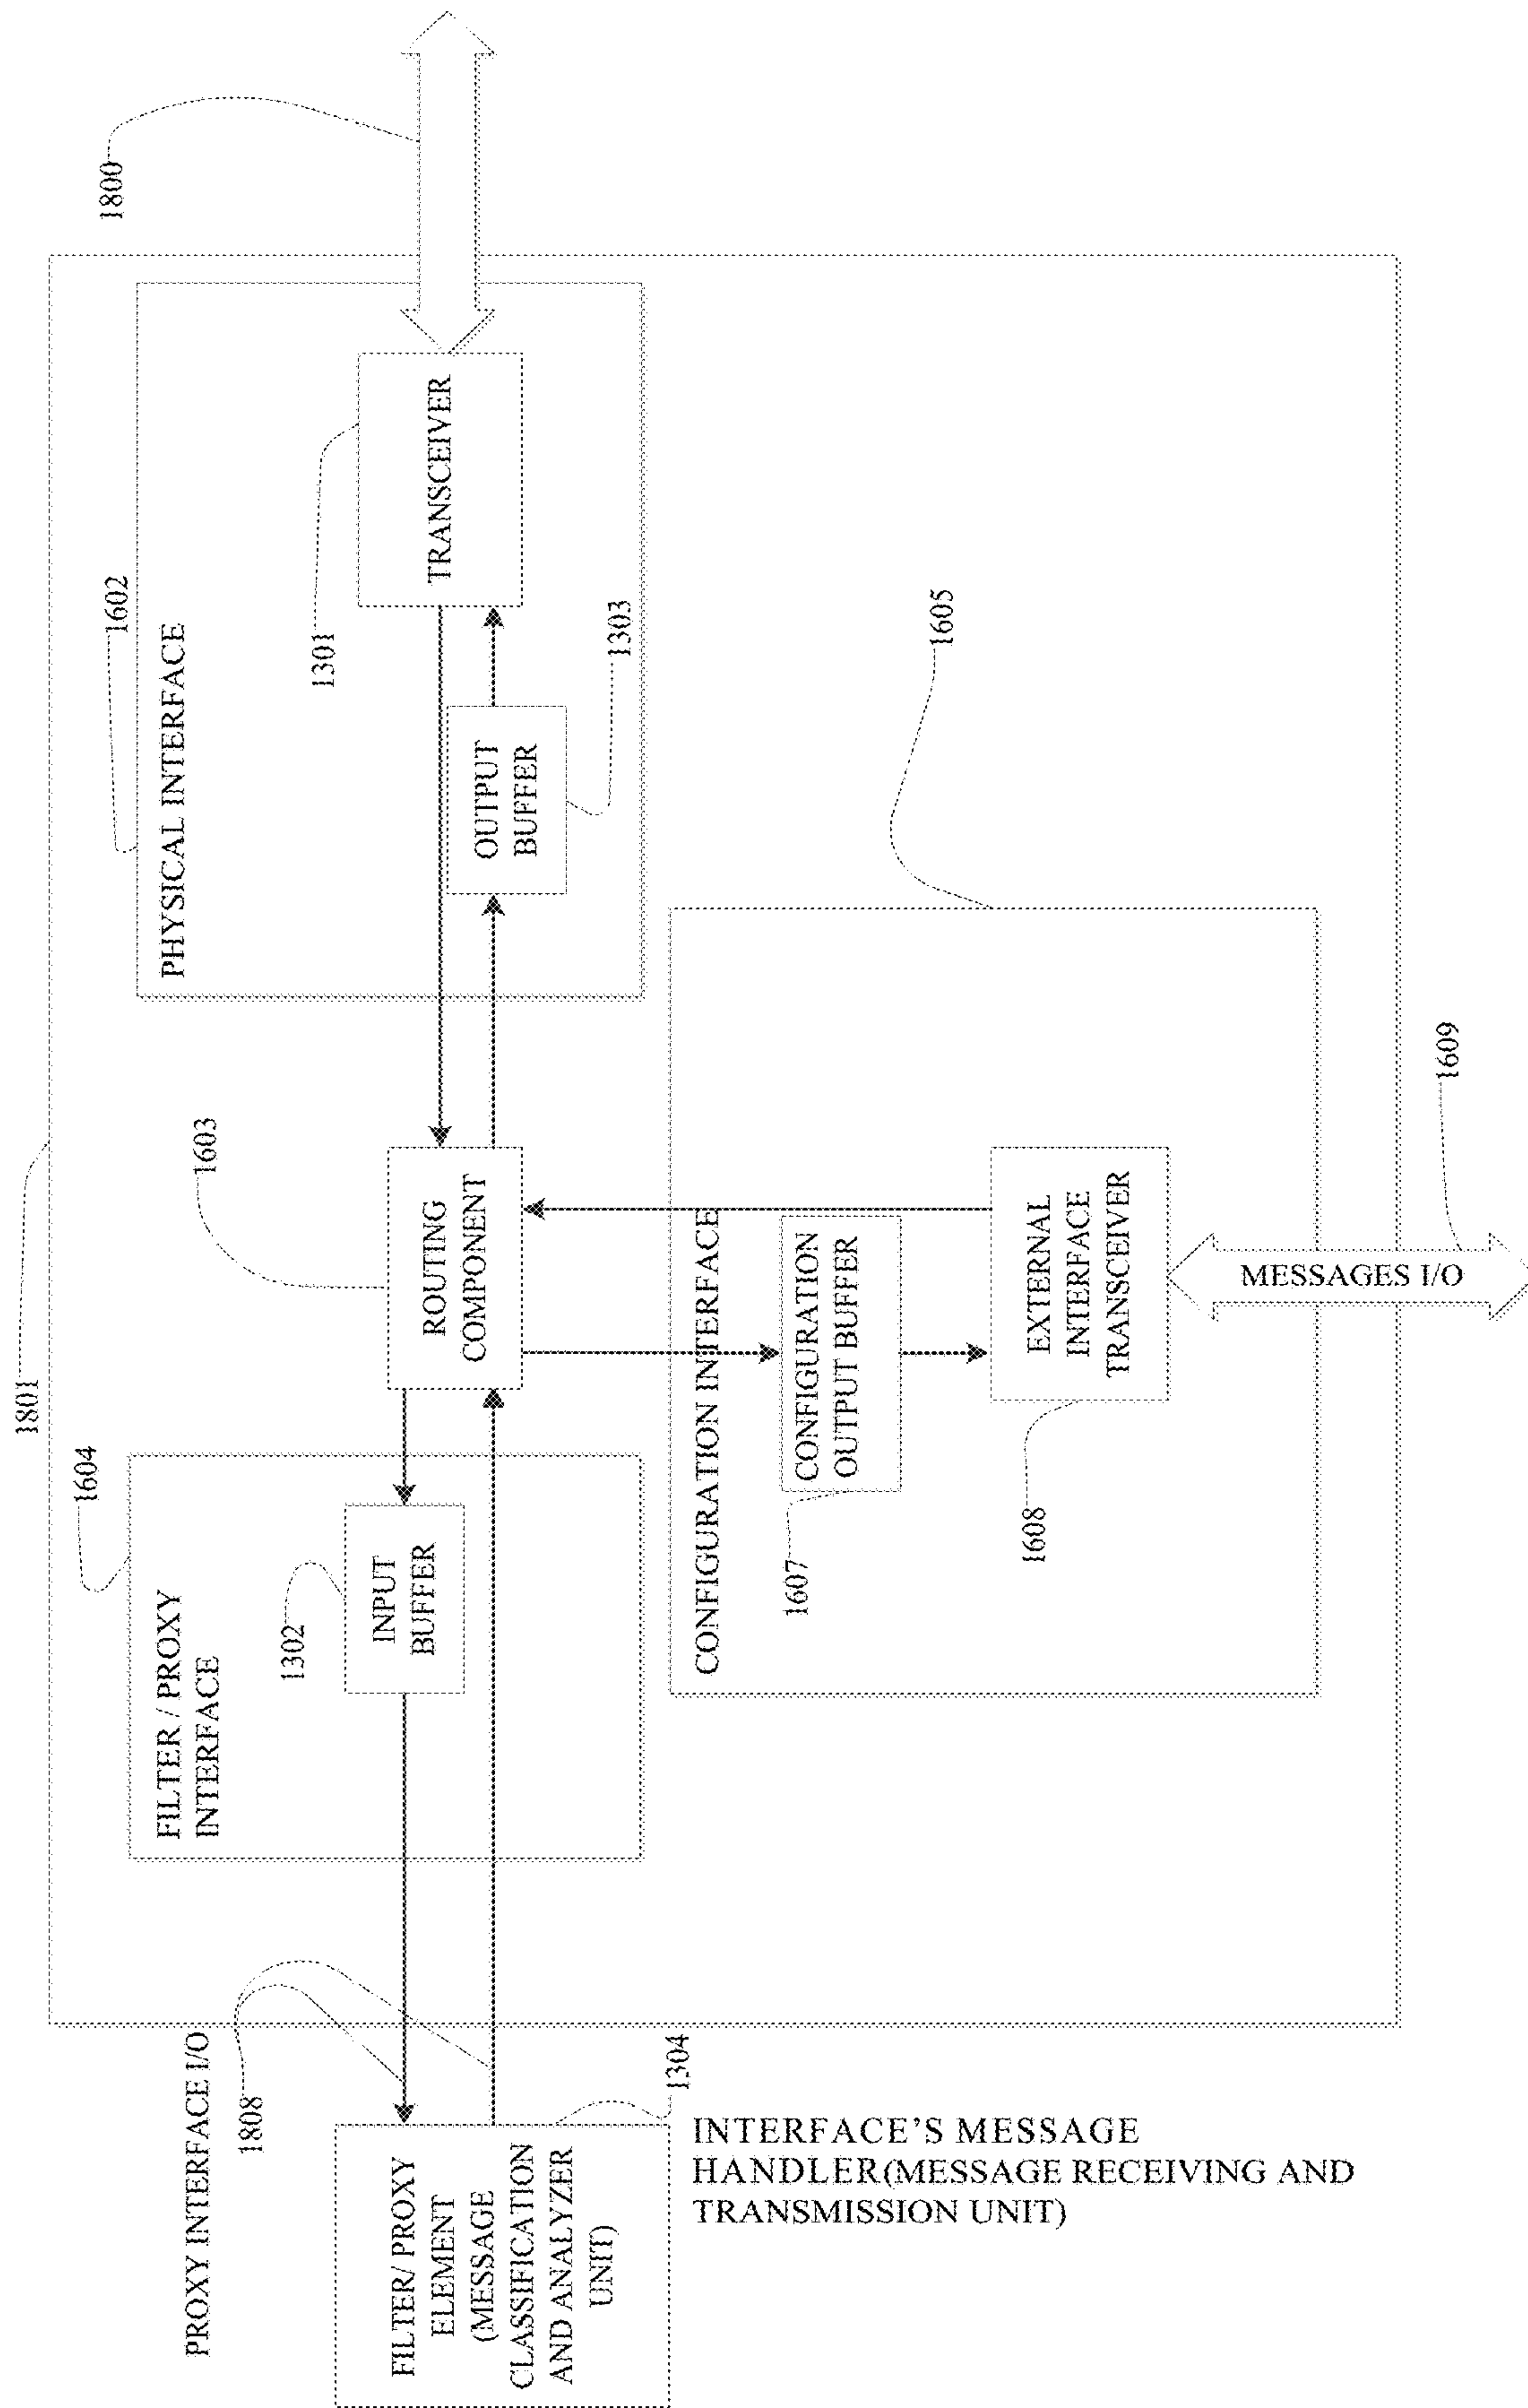 1801
1602
PHYSICAL INTERFACE
1800
TRANSCEIVER
1301
OUTPUT
BUFFER
1303
1603
ROUTING
COMPONENT
1604
FILTER / PROXY
INTERFACE
INPUT
BUFFER
1302
1605
CONFIGURATION INTERFACE
CONFIGURATION
OUTPUT BUFFER
1607
EXTERNAL
INTERFACE
TRANSCEIVER
1608
MESSAGES I/O
1609
PROXY INTERFACE I/O
1808
FILTER/ PROXY
ELEMENT
(MESSAGE
CLASSIFICATION
AND ANALYZER
UNIT)
1304
INTERFACE'S MESSAGE
HANDLER(MESSAGE RECEIVING AND
TRANSMISSION UNIT)